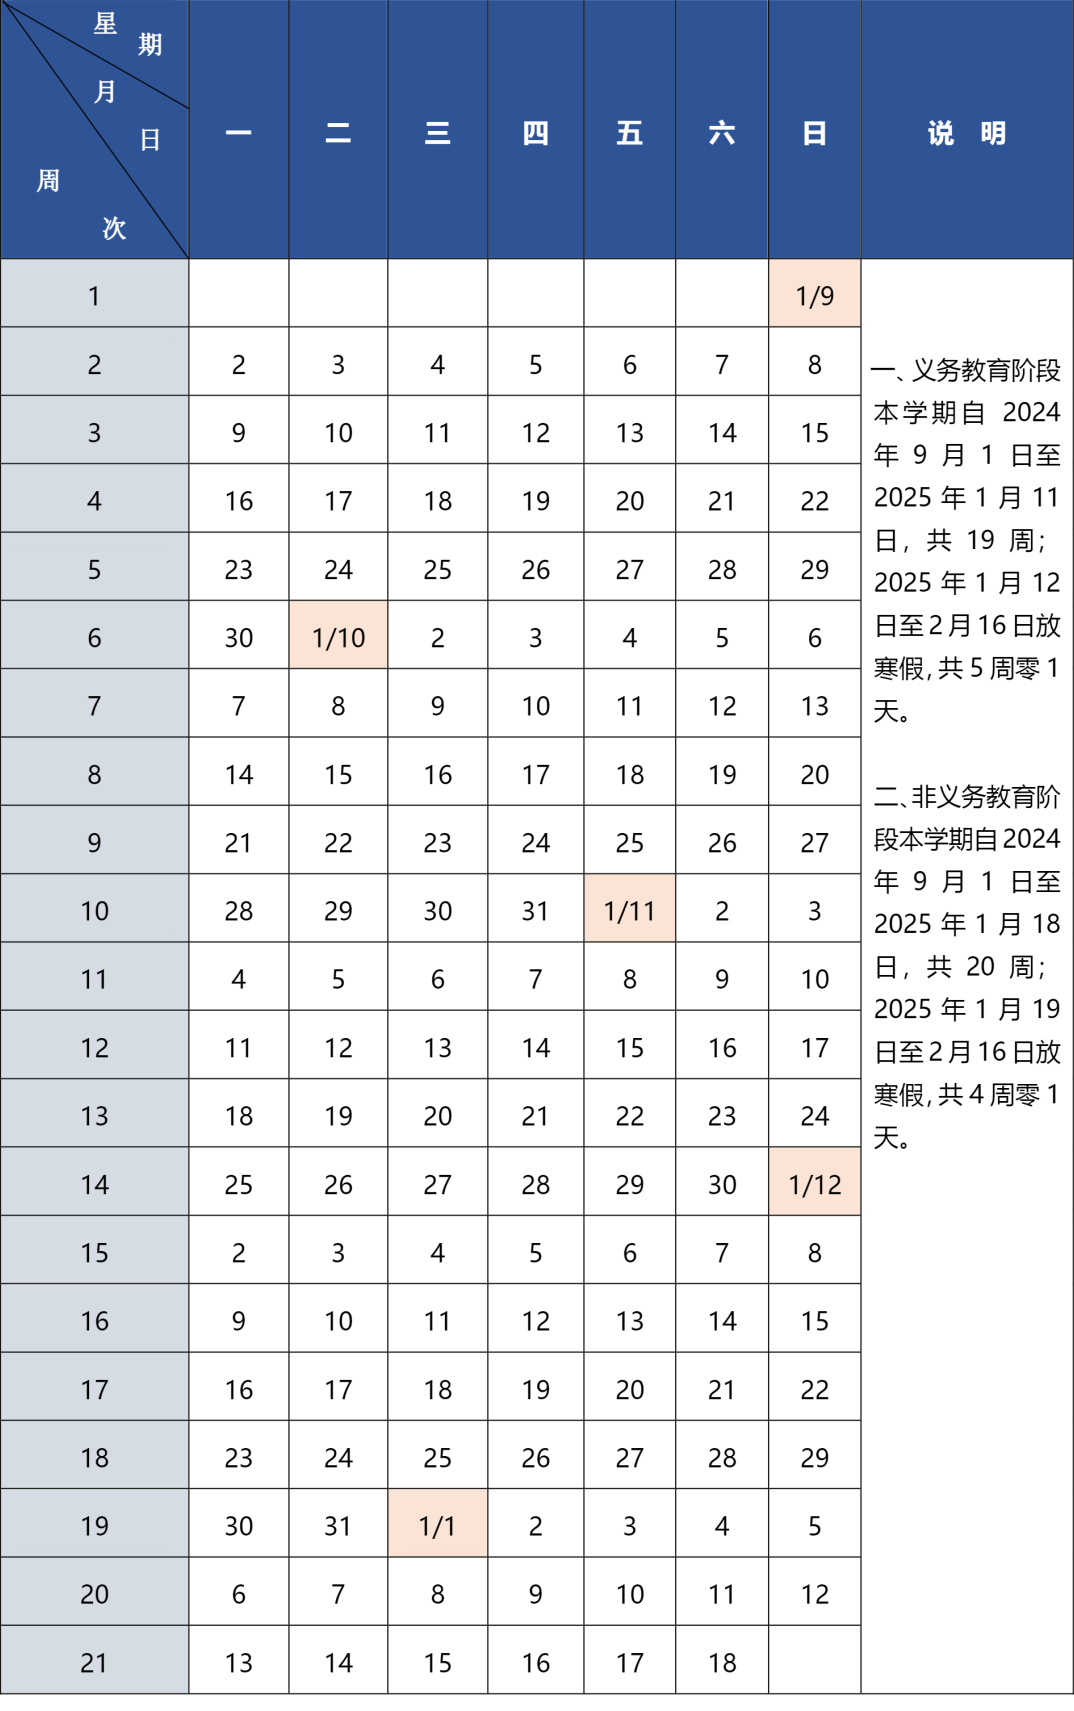 星 期
月 日
周 次
一 二 三 四 五 六 日 说 明
1 1/9
2 2 3 4 5 6 7 8
3 9 10 11 12 13 14 15
4 16 17 18 19 20 21 22
5 23 24 25 26 27 28 29
6 30 1/10 2 3 4 5 6
7 7 8 9 10 11 12 13
8 14 15 16 17 18 19 20
9 21 22 23 24 25 26 27
10 28 29 30 31 1/11 2 3
11 4 5 6 7 8 9 10
12 11 12 13 14 15 16 17
13 18 19 20 21 22 23 24
14 25 26 27 28 29 30 1/12
15 2 3 4 5 6 7 8
16 9 10 11 12 13 14 15
17 16 17 18 19 20 21 22
18 23 24 25 26 27 28 29
19 30 31 1/1 2 3 4 5
20 6 7 8 9 10 11 12
21 13 14 15 16 17 18
一、义务教育阶段
本学期自 2024
年 9 月 1 日至
2025 年 1 月 11
日，共 19 周；
2025 年 1 月 12
日至 2 月 16 日放
寒假，共 5 周零 1
天。
二、非义务教育阶
段本学期自 2024
年 9 月 1 日至
2025 年 1 月 18
日，共 20 周；
2025 年 1 月 19
日至 2 月 16 日放
寒假，共 4 周零 1
天。